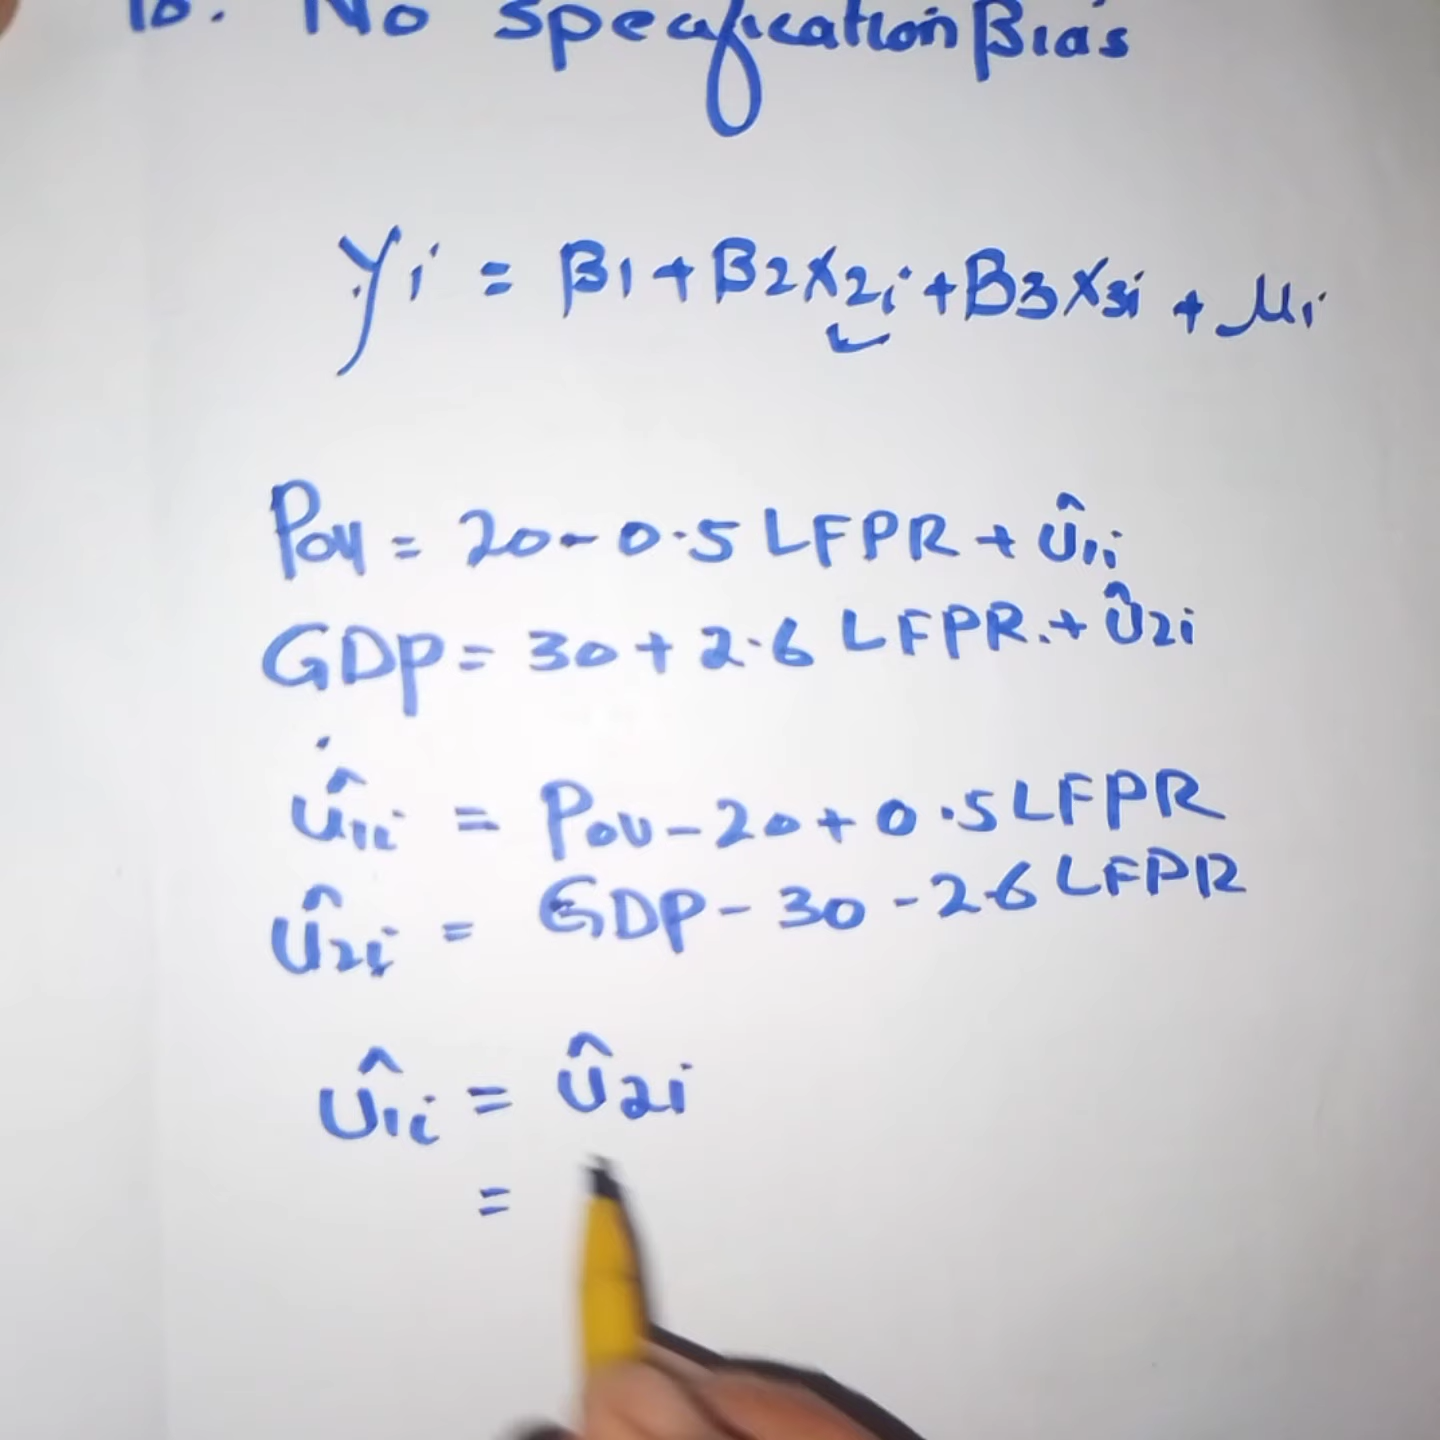 10. No Specification Bias
Yi = β1 + β2X2i + β3X3i + μi
Pov = 20 - 0.5 LFPR + Û1i
GDP = 30 + 2.6 LFPR. + Û2i
Û1i = Pov - 20 + 0.5 LFPR
Û2i = GDP - 30 - 2.6 LFPR
Û1i = Û2i
=